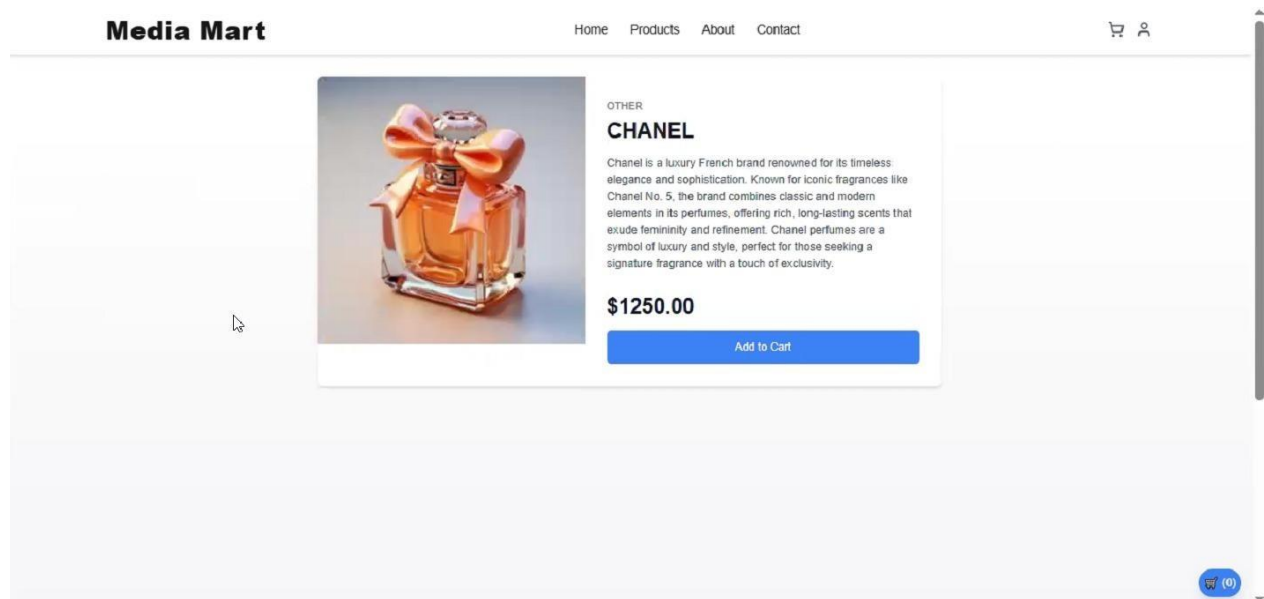 Media Mart
Home Products About Contact
OTHER
CHANEL
Chanel is a luxury French brand renowned for its timeless
elegance and sophistication. Known for iconic fragrances like
Chanel No. 5, the brand combines classic and modern
elements in its perfumes, offering rich, long-lasting scents that
exude femininity and refinement. Chanel perfumes are a
symbol of luxury and style, perfect for those seeking a
signature fragrance with a touch of exclusivity.
$1250.00
Add to Cart
(0)